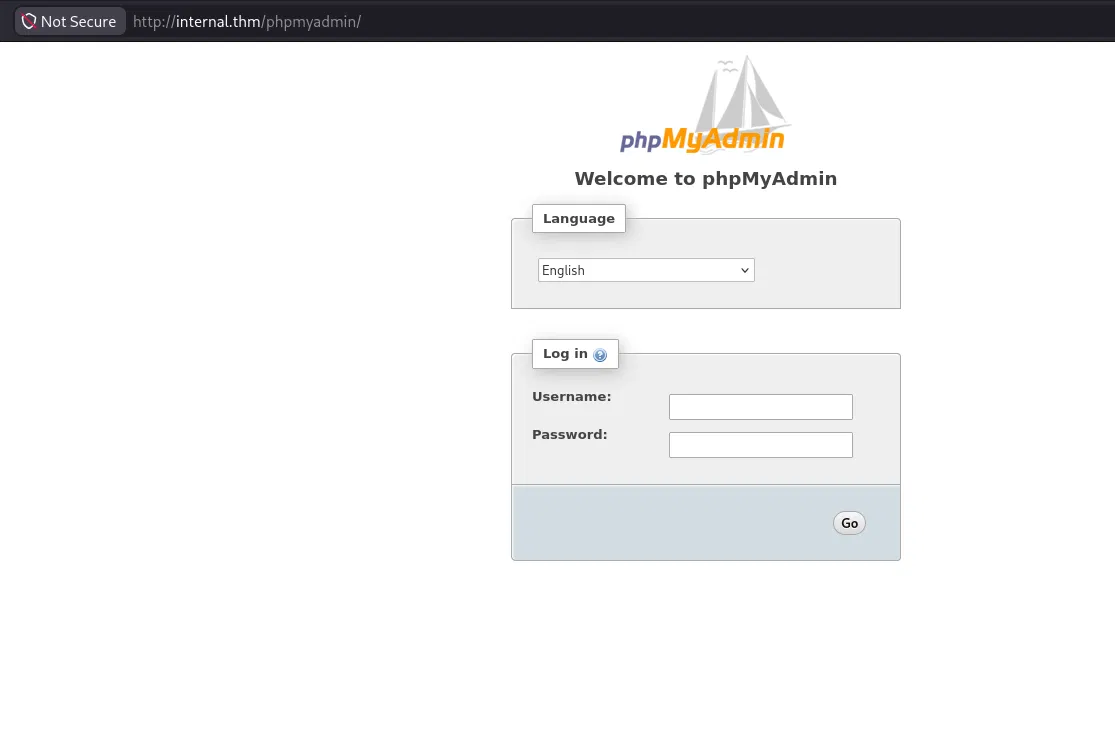 Not Secure http://internal.thm/phpmyadmin/
phpMyAdmin
Welcome to phpMyAdmin
Language
English
Log in
Username:
Password:
Go